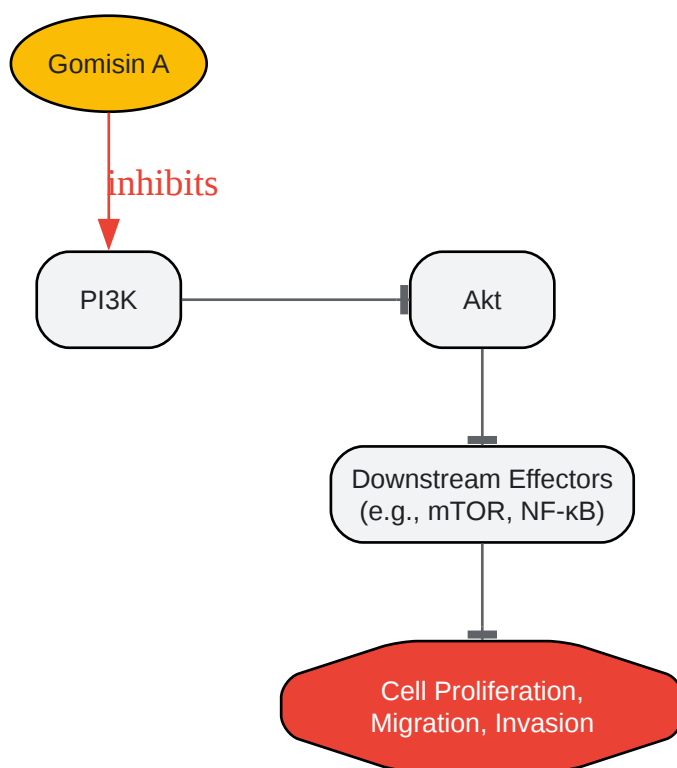 Gomisin A
inhibits
PI3K
Akt
Downstream Effectors
(e.g., mTOR, NF-κB)
Cell Proliferation,
Migration, Invasion